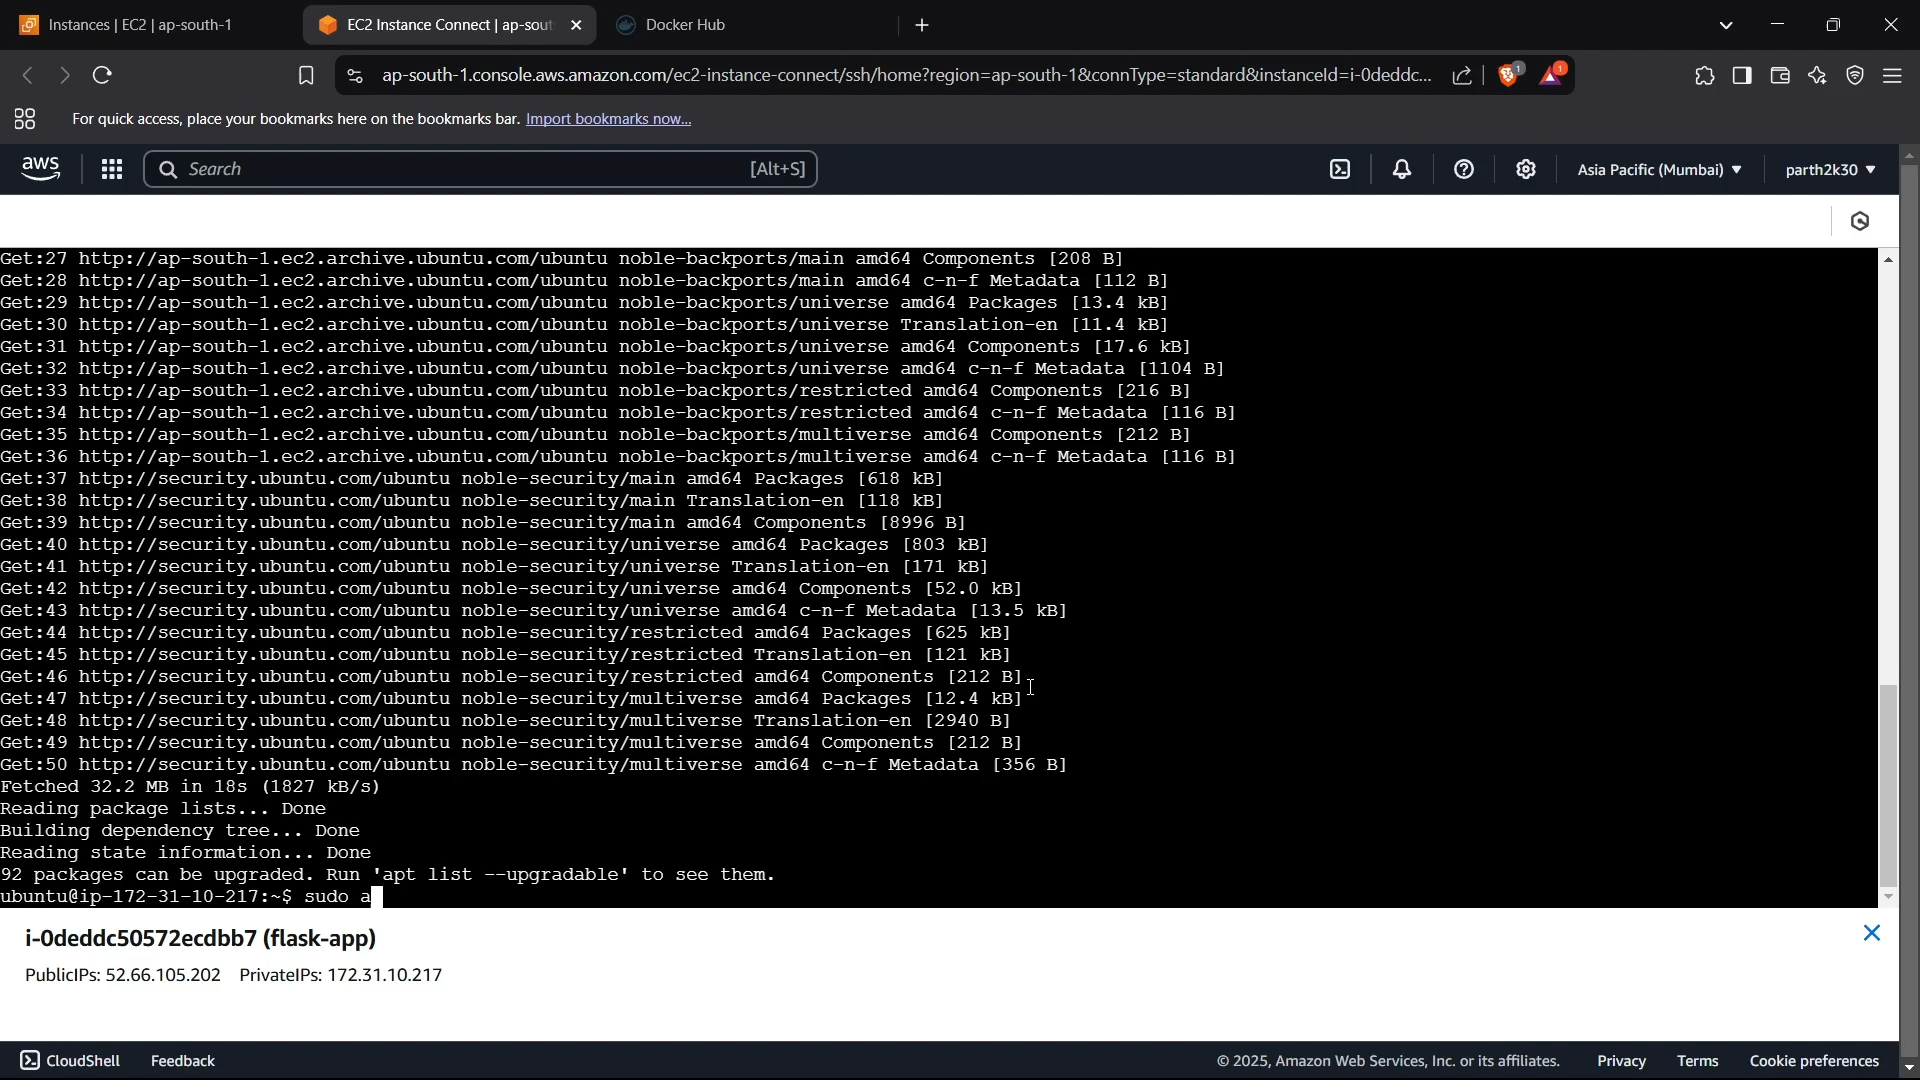 Instances | EC2 | ap-south-1
EC2 Instance Connect | ap-sout
Docker Hub
ap-south-1.console.aws.amazon.com/ec2-instance-connect/ssh/home?region=ap-south-1&connType=standard&instanceId=i-0deddc...
1
1
For quick access, place your bookmarks here on the bookmarks bar. Import bookmarks now...
aws
Search
[Alt+S]
Asia Pacific (Mumbai)
parth2k30
Get:27 http://ap-south-1.ec2.archive.ubuntu.com/ubuntu noble-backports/main amd64 Components [208 B]
Get:28 http://ap-south-1.ec2.archive.ubuntu.com/ubuntu noble-backports/main amd64 c-n-f Metadata [112 B]
Get:29 http://ap-south-1.ec2.archive.ubuntu.com/ubuntu noble-backports/universe amd64 Packages [13.4 kB]
Get:30 http://ap-south-1.ec2.archive.ubuntu.com/ubuntu noble-backports/universe Translation-en [11.4 kB]
Get:31 http://ap-south-1.ec2.archive.ubuntu.com/ubuntu noble-backports/universe amd64 Components [17.6 kB]
Get:32 http://ap-south-1.ec2.archive.ubuntu.com/ubuntu noble-backports/universe amd64 c-n-f Metadata [1104 B]
Get:33 http://ap-south-1.ec2.archive.ubuntu.com/ubuntu noble-backports/restricted amd64 Components [216 B]
Get:34 http://ap-south-1.ec2.archive.ubuntu.com/ubuntu noble-backports/restricted amd64 c-n-f Metadata [116 B]
Get:35 http://ap-south-1.ec2.archive.ubuntu.com/ubuntu noble-backports/multiverse amd64 Components [212 B]
Get:36 http://ap-south-1.ec2.archive.ubuntu.com/ubuntu noble-backports/multiverse amd64 c-n-f Metadata [116 B]
Get:37 http://security.ubuntu.com/ubuntu noble-security/main amd64 Packages [618 kB]
Get:38 http://security.ubuntu.com/ubuntu noble-security/main Translation-en [118 kB]
Get:39 http://security.ubuntu.com/ubuntu noble-security/main amd64 Components [8996 B]
Get:40 http://security.ubuntu.com/ubuntu noble-security/universe amd64 Packages [803 kB]
Get:41 http://security.ubuntu.com/ubuntu noble-security/universe Translation-en [171 kB]
Get:42 http://security.ubuntu.com/ubuntu noble-security/universe amd64 Components [52.0 kB]
Get:43 http://security.ubuntu.com/ubuntu noble-security/universe amd64 c-n-f Metadata [13.5 kB]
Get:44 http://security.ubuntu.com/ubuntu noble-security/restricted amd64 Packages [625 kB]
Get:45 http://security.ubuntu.com/ubuntu noble-security/restricted Translation-en [121 kB]
Get:46 http://security.ubuntu.com/ubuntu noble-security/restricted amd64 Components [212 B]
Get:47 http://security.ubuntu.com/ubuntu noble-security/multiverse amd64 Packages [12.4 kB]
Get:48 http://security.ubuntu.com/ubuntu noble-security/multiverse Translation-en [2940 B]
Get:49 http://security.ubuntu.com/ubuntu noble-security/multiverse amd64 Components [212 B]
Get:50 http://security.ubuntu.com/ubuntu noble-security/multiverse amd64 c-n-f Metadata [356 B]
Fetched 32.2 MB in 18s (1827 kB/s)
Reading package lists... Done
Building dependency tree... Done
Reading state information... Done
92 packages can be upgraded. Run 'apt list --upgradable' to see them.
ubuntu@ip-172-31-10-217:~$ sudo a
i-0deddc50572ecdbb7 (flask-app)
PublicIPs: 52.66.105.202 PrivateIPs: 172.31.10.217
CloudShell
Feedback
© 2025, Amazon Web Services, Inc. or its affiliates.
Privacy
Terms
Cookie preferences